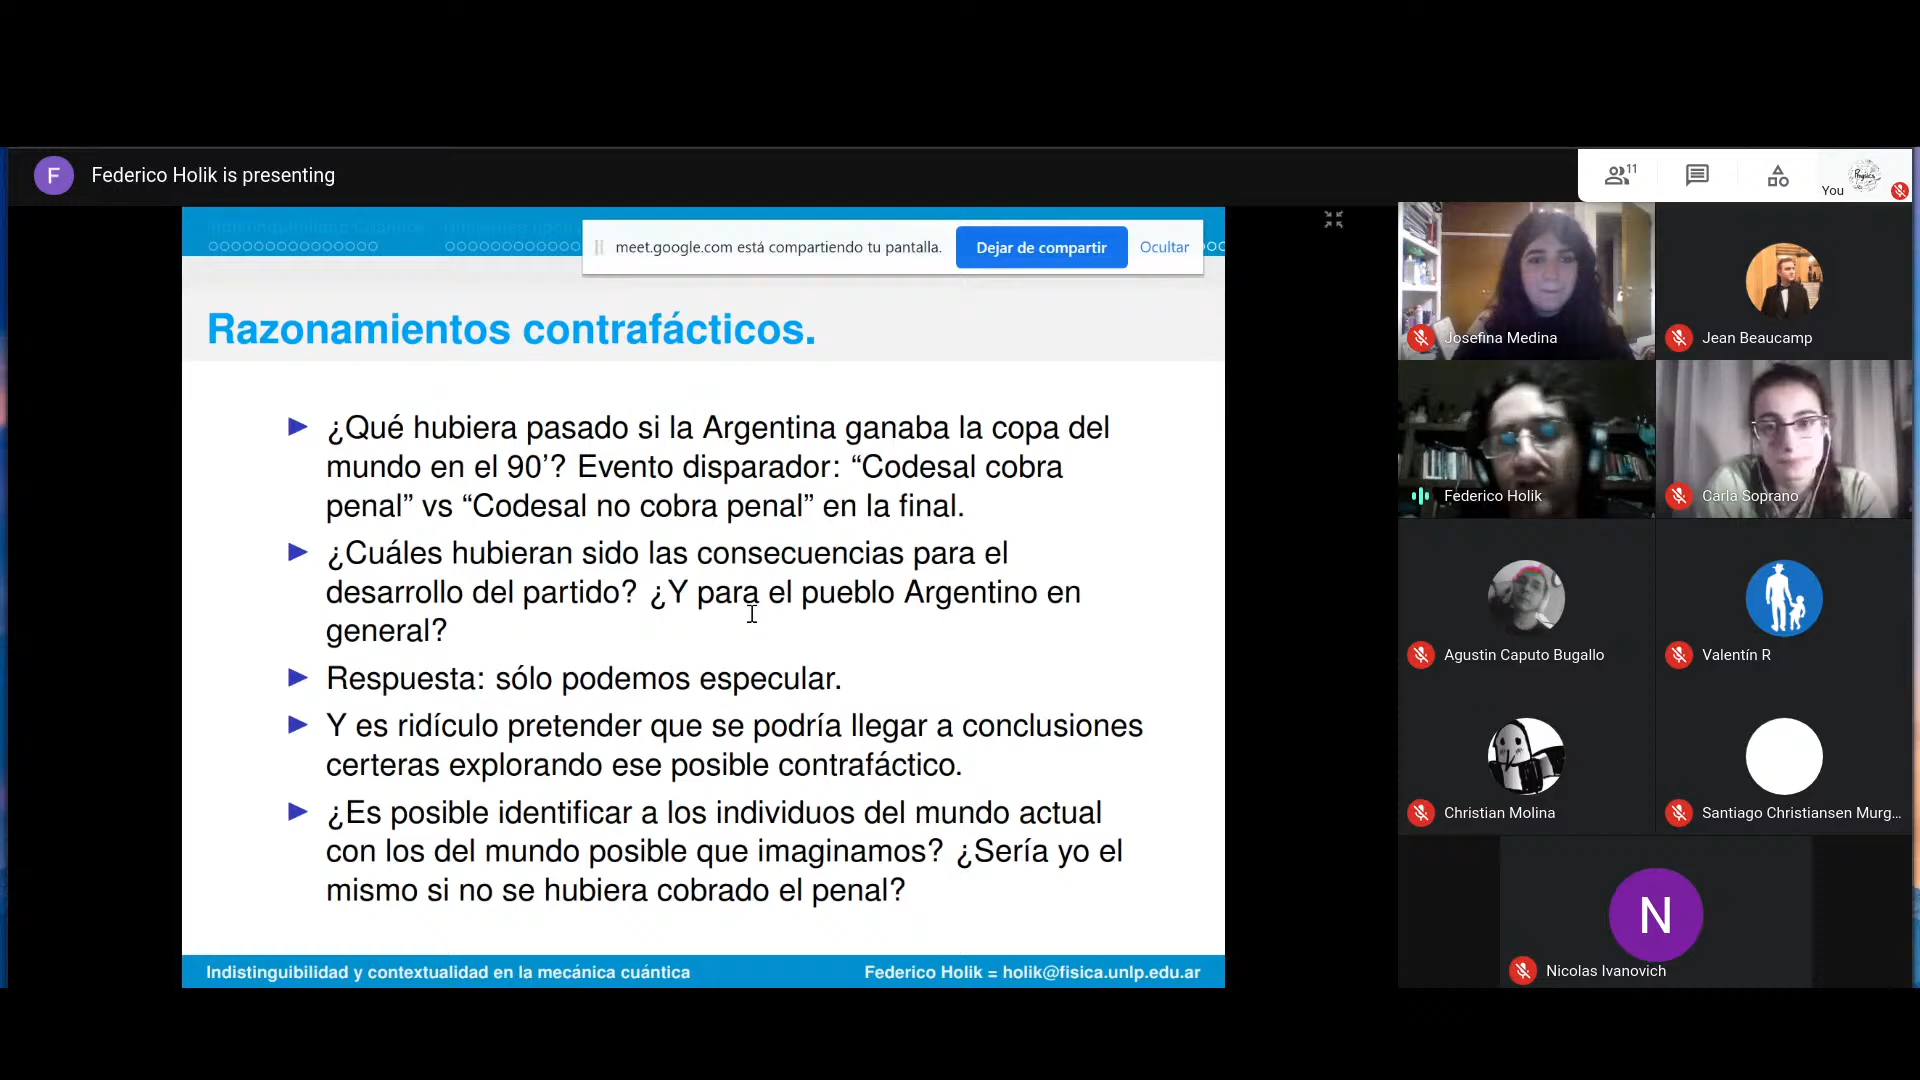 F
Federico Holik is presenting
11
You
Physics
meet.google.com está compartiendo tu pantalla.
Dejar de compartir
Ocultar
Razonamientos contrafácticos.
¿Qué hubiera pasado si la Argentina ganaba la copa del
mundo en el 90’? Evento disparador: “Codesal cobra
penal” vs “Codesal no cobra penal” en la final.
¿Cuáles hubieran sido las consecuencias para el
desarrollo del partido? ¿Y para el pueblo Argentino en
general?
Respuesta: sólo podemos especular.
Y es ridículo pretender que se podría llegar a conclusiones
certeras explorando ese posible contrafáctico.
¿Es posible identificar a los individuos del mundo actual
con los del mundo posible que imaginamos? ¿Sería yo el
mismo si no se hubiera cobrado el penal?
Indistinguibilidad y contextualidad en la mecánica cuántica
Federico Holik = holik@fisica.unlp.edu.ar
Josefina Medina
Jean Beaucamp
Federico Holik
Carla Soprano
Agustin Caputo Bugallo
Valentín R
Christian Molina
Santiago Christiansen Murg...
N
Nicolas Ivanovich